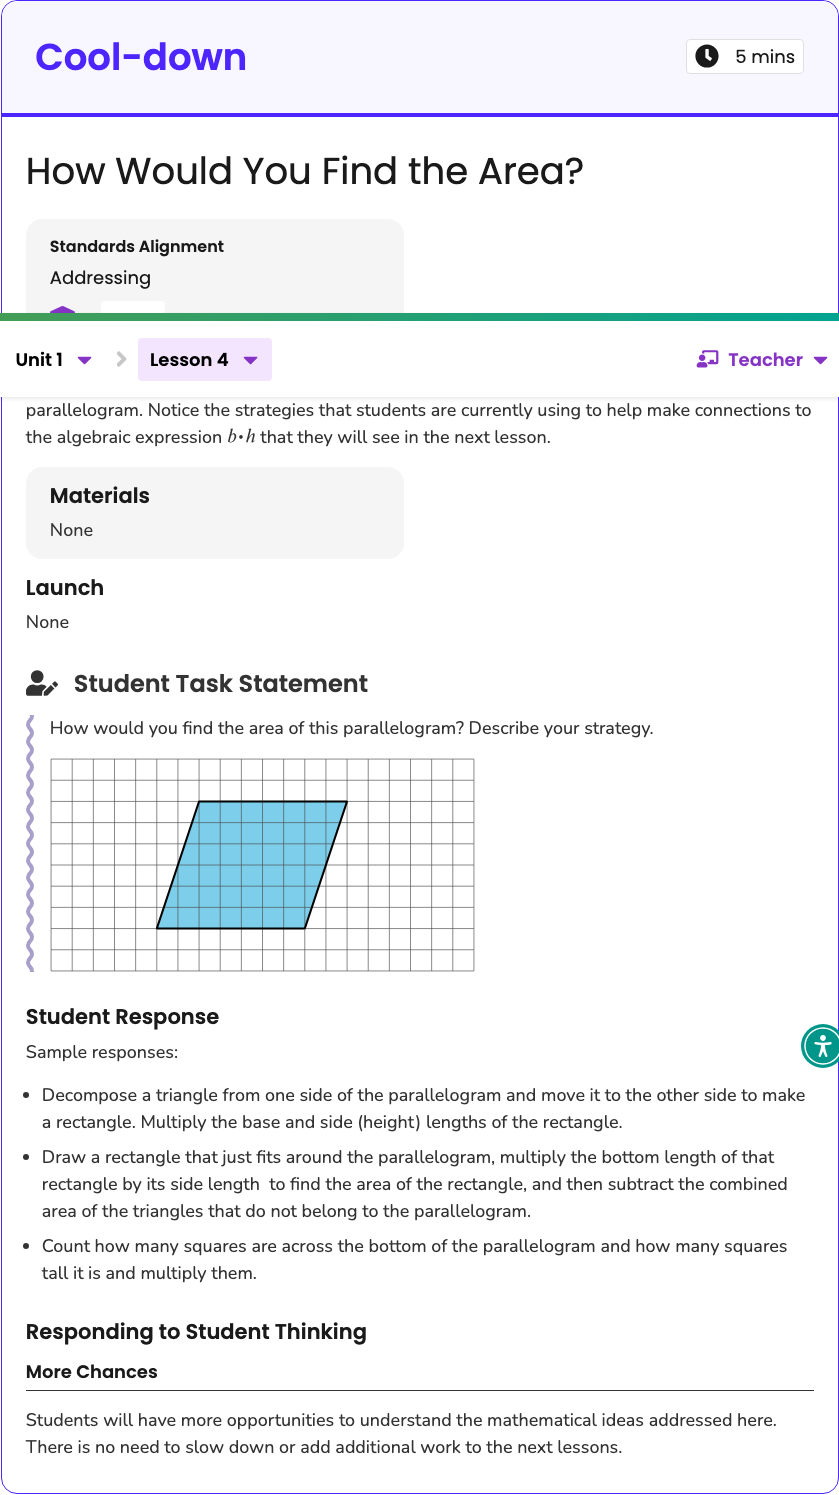 Cool-down
5 mins
How Would You Find the Area?
Standards Alignment
Addressing
Unit 1
Lesson 4
Teacher
parallelogram. Notice the strategies that students are currently using to help make connections to
the algebraic expression b·h that they will see in the next lesson.
Materials
None
Launch
None
Student Task Statement
How would you find the area of this parallelogram? Describe your strategy.
Student Response
Sample responses:
• Decompose a triangle from one side of the parallelogram and move it to the other side to make
a rectangle. Multiply the base and side (height) lengths of the rectangle.
• Draw a rectangle that just fits around the parallelogram, multiply the bottom length of that
rectangle by its side length  to find the area of the rectangle, and then subtract the combined
area of the triangles that do not belong to the parallelogram.
• Count how many squares are across the bottom of the parallelogram and how many squares
tall it is and multiply them.
Responding to Student Thinking
More Chances
Students will have more opportunities to understand the mathematical ideas addressed here.
There is no need to slow down or add additional work to the next lessons.